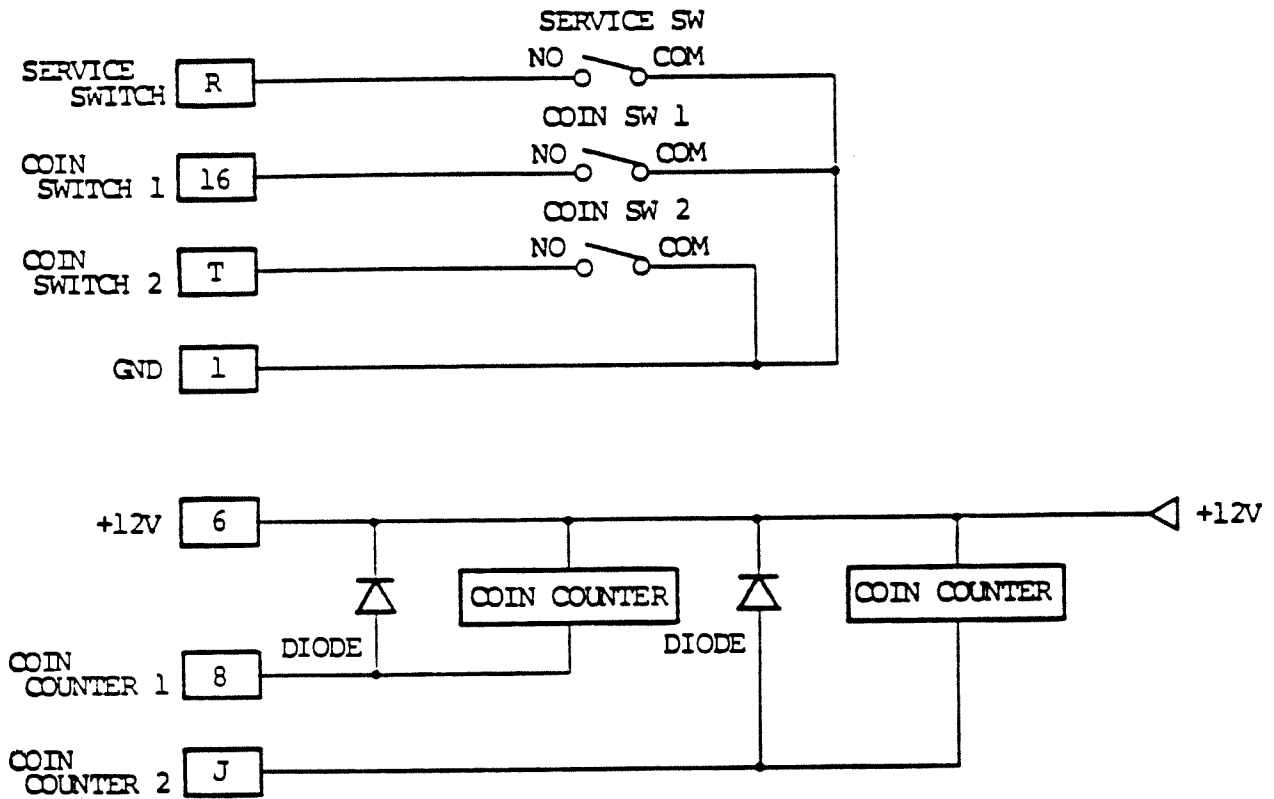 SERVICE SW
NO COM
SERVICE
SWITCH
R
COIN SW 1
NO COM
COIN
SWITCH 1
16
COIN SW 2
NO COM
COIN
SWITCH 2
T
GND
1
+12V
6
+12V
COIN COUNTER
COIN COUNTER
DIODE
DIODE
COIN
COUNTER 1
8
COIN
COUNTER 2
J